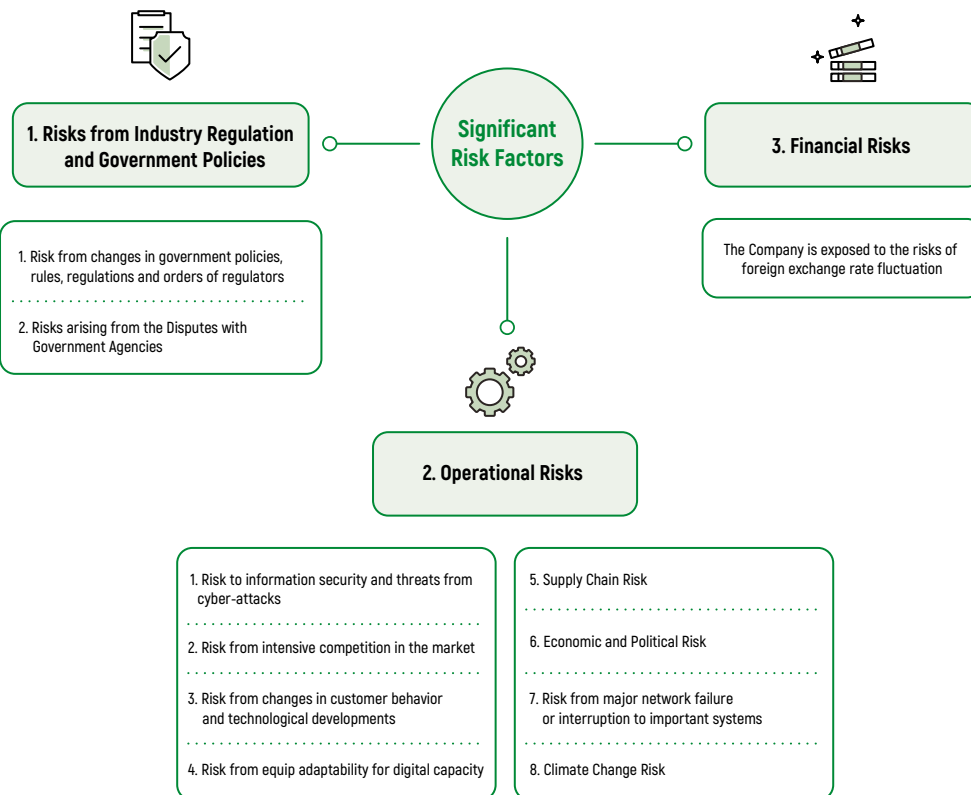 Significant
Risk Factors
1. Risks from Industry Regulation
and Government Policies
1. Risk from changes in government policies,
rules, regulations and orders of regulators
2. Risks arising from the Disputes with
Government Agencies
3. Financial Risks
The Company is exposed to the risks of
foreign exchange rate fluctuation
2. Operational Risks
1. Risk to information security and threats from
cyber-attacks
2. Risk from intensive competition in the market
3. Risk from changes in customer behavior
and technological developments
4. Risk from equip adaptability for digital capacity
5. Supply Chain Risk
6. Economic and Political Risk
7. Risk from major network failure
or interruption to important systems
8. Climate Change Risk